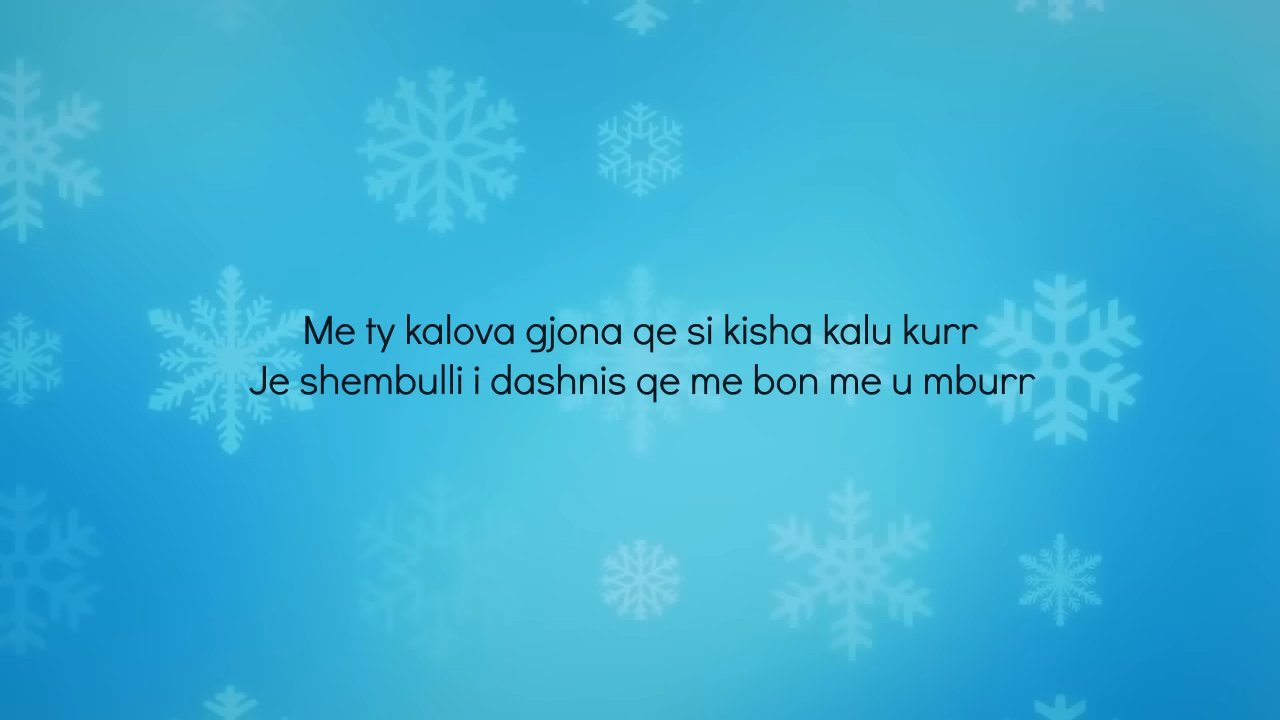 Me ty kalova gjona qe si kisha kalu kurr
Je shembulli i dashnis qe me bon me u mburr